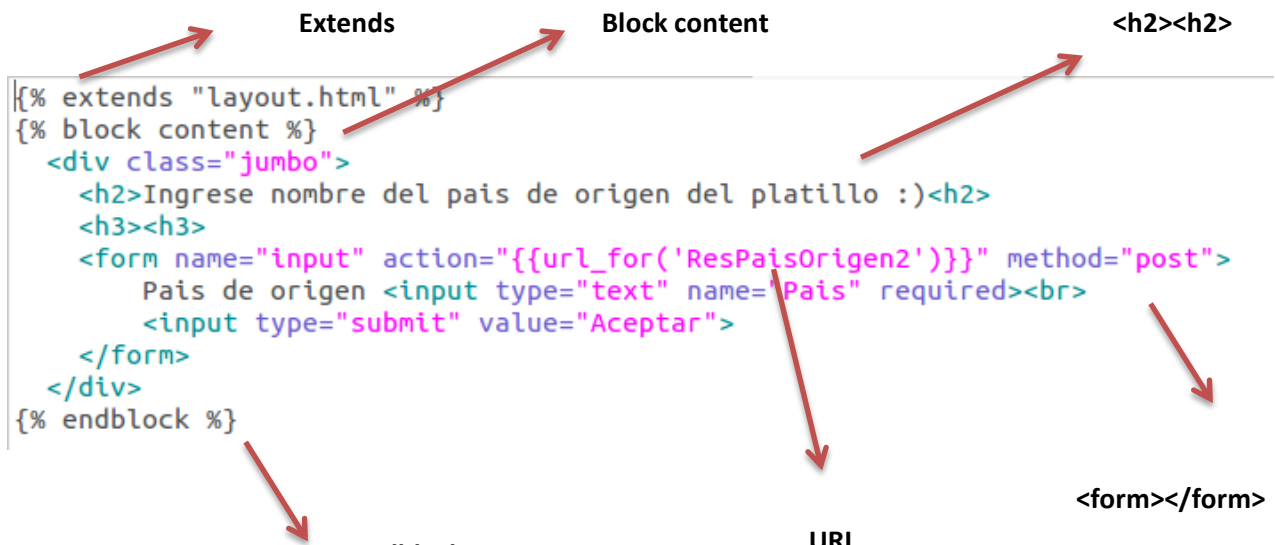 Extends Block content <h2><h2>
{% extends "layout.html" %}
{% block content %}
<div class="jumbo">
<h2>Ingrese nombre del pais de origen del platillo :)<h2>
<h3><h3>
<form name="input" action="{{url_for('ResPaisOrigen2')}}" method="post">
Pais de origen <input type="text" name="Pais" required><br>
<input type="submit" value="Aceptar">
</form>
</div>
{% endblock %}
<form></form>
URL